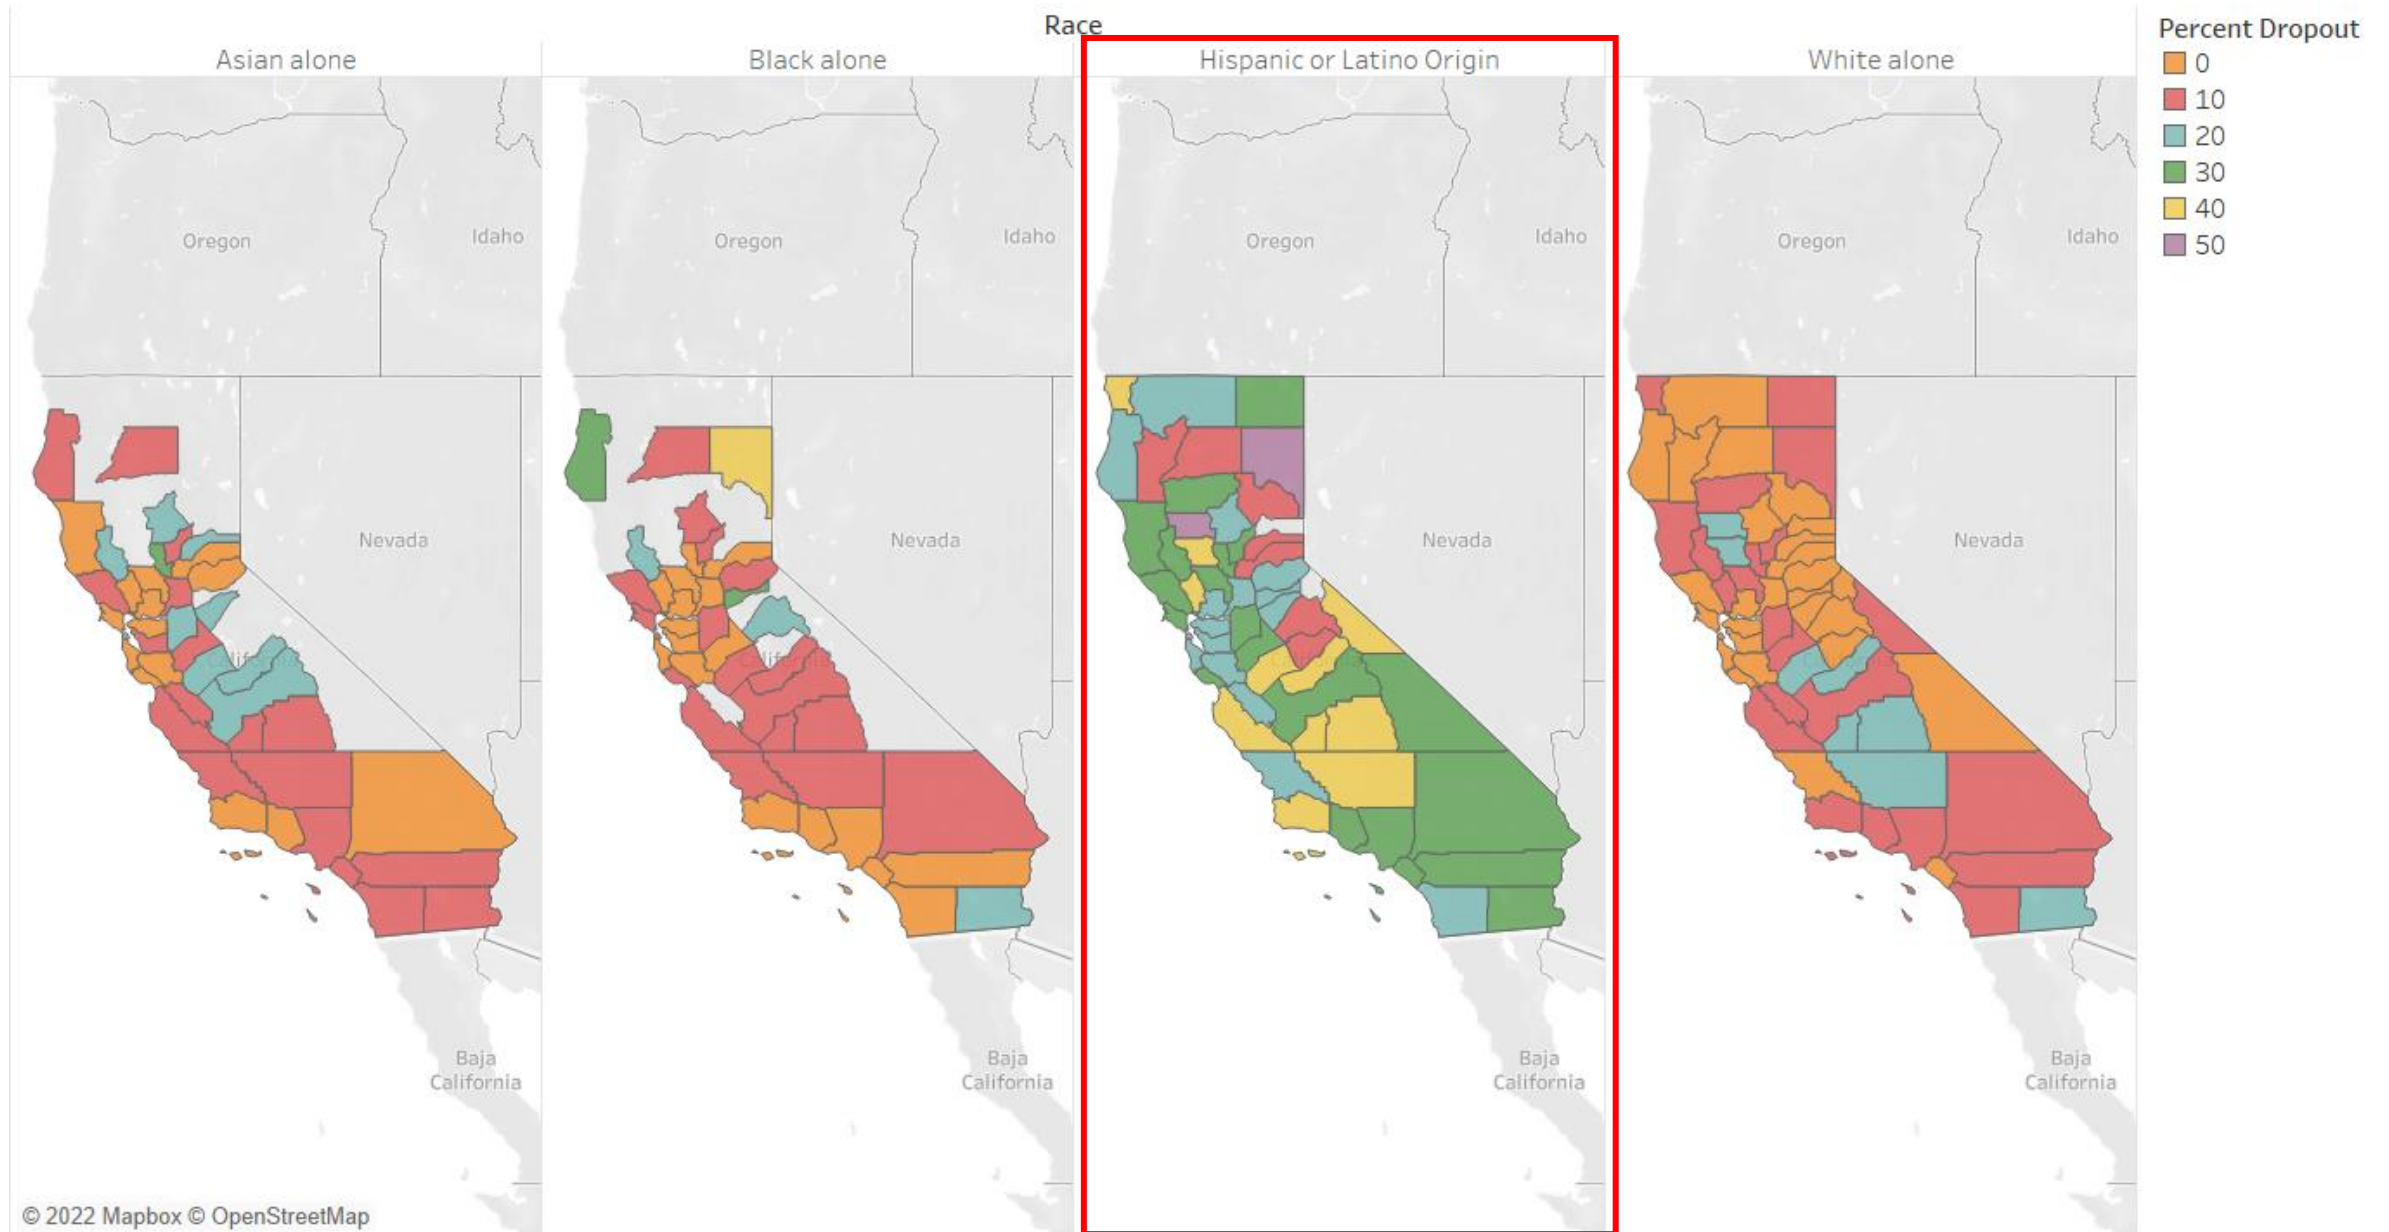 Race
Asian alone
Black alone
Hispanic or Latino Origin
White alone
Percent Dropout
0
10
20
30
40
50
Oregon
Idaho
Oregon
Idaho
Oregon
Idaho
Oregon
Idaho
Nevada
Nevada
Nevada
Nevada
Baja
California
Baja
California
Baja
California
Baja
California
© 2022 Mapbox © OpenStreetMap